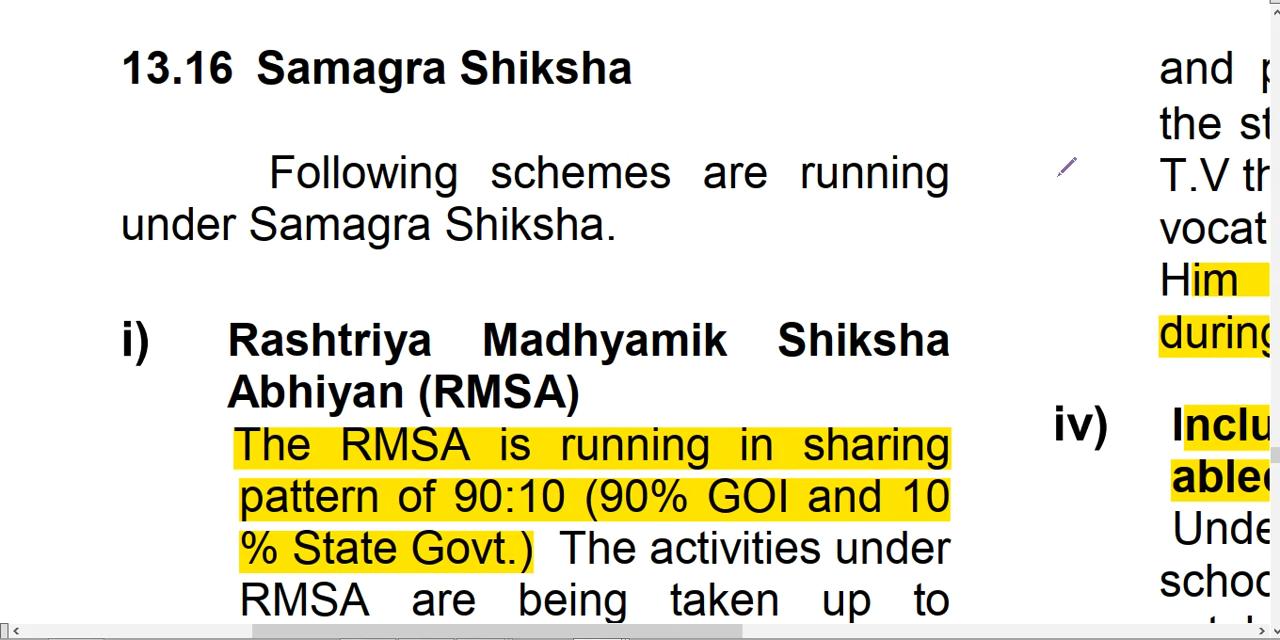 13.16 Samagra Shiksha
Following schemes are running
under Samagra Shiksha.
i) Rashtriya Madhyamik Shiksha
Abhiyan (RMSA)
The RMSA is running in sharing
pattern of 90:10 (90% GOI and 10
% State Govt.) The activities under
RMSA are being taken up to
and
the
T.V
Him
during
iv)